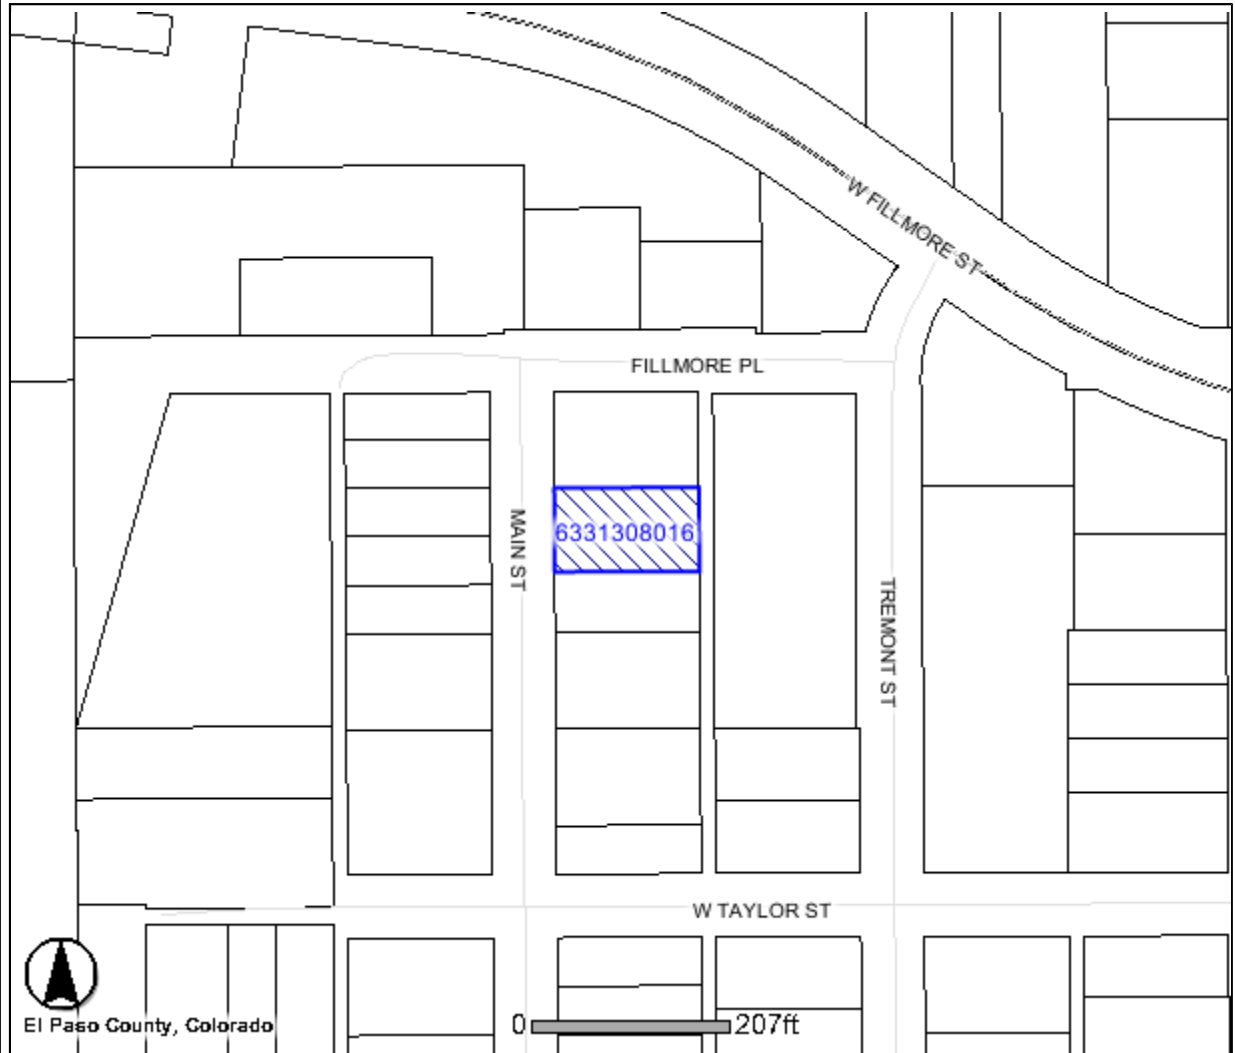 W FILLMORE ST
FILLMORE PL
MAIN ST
6331308016
TREMONT ST
W TAYLOR ST
El Paso County, Colorado
0 207ft